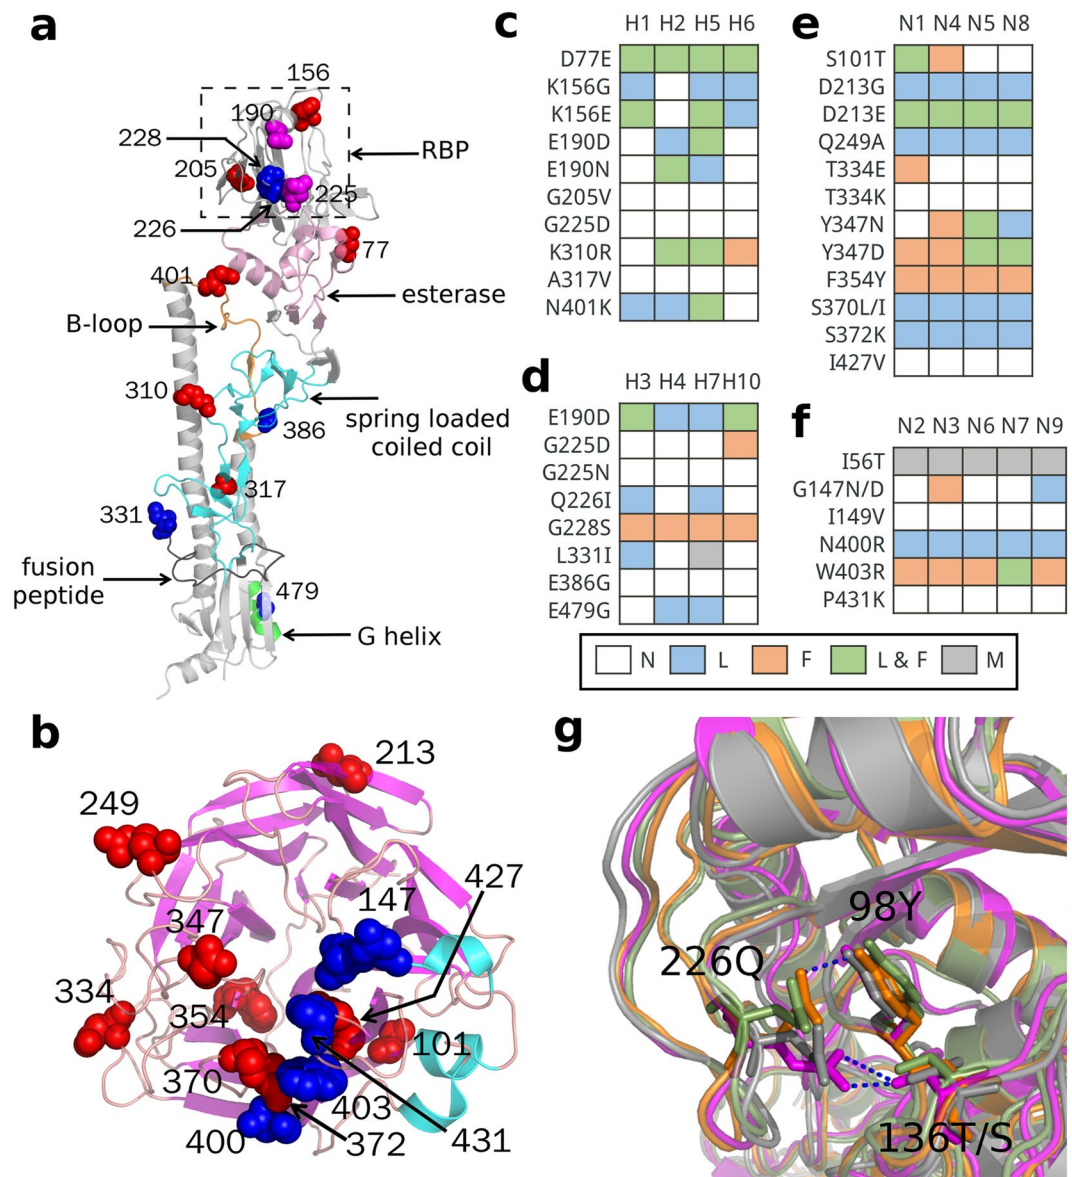 a
156
190
228
RBP
205
225
226
77
401
esterase
B-loop
310
386
spring loaded
coiled coil
317
331
fusion
peptide
479
G helix
b
213
249
427
147
347
334
354
101
370
403
400
372
431
c
H1 H2 H5 H6
D77E
K156G
K156E
E190D
E190N
G205V
G225D
K310R
A317V
N401K
d
H3 H4 H7 H10
E190D
G225D
G225N
Q226I
G228S
L331I
E386G
E479G
e
N1 N4 N5 N8
S101T
D213G
D213E
Q249A
T334E
T334K
Y347N
Y347D
F354Y
S370L/I
S372K
I427V
f
N2 N3 N6 N7 N9
I56T
G147N/D
I149V
N400R
W403R
P431K
N L F L & F M
g
98Y
226Q
136T/S